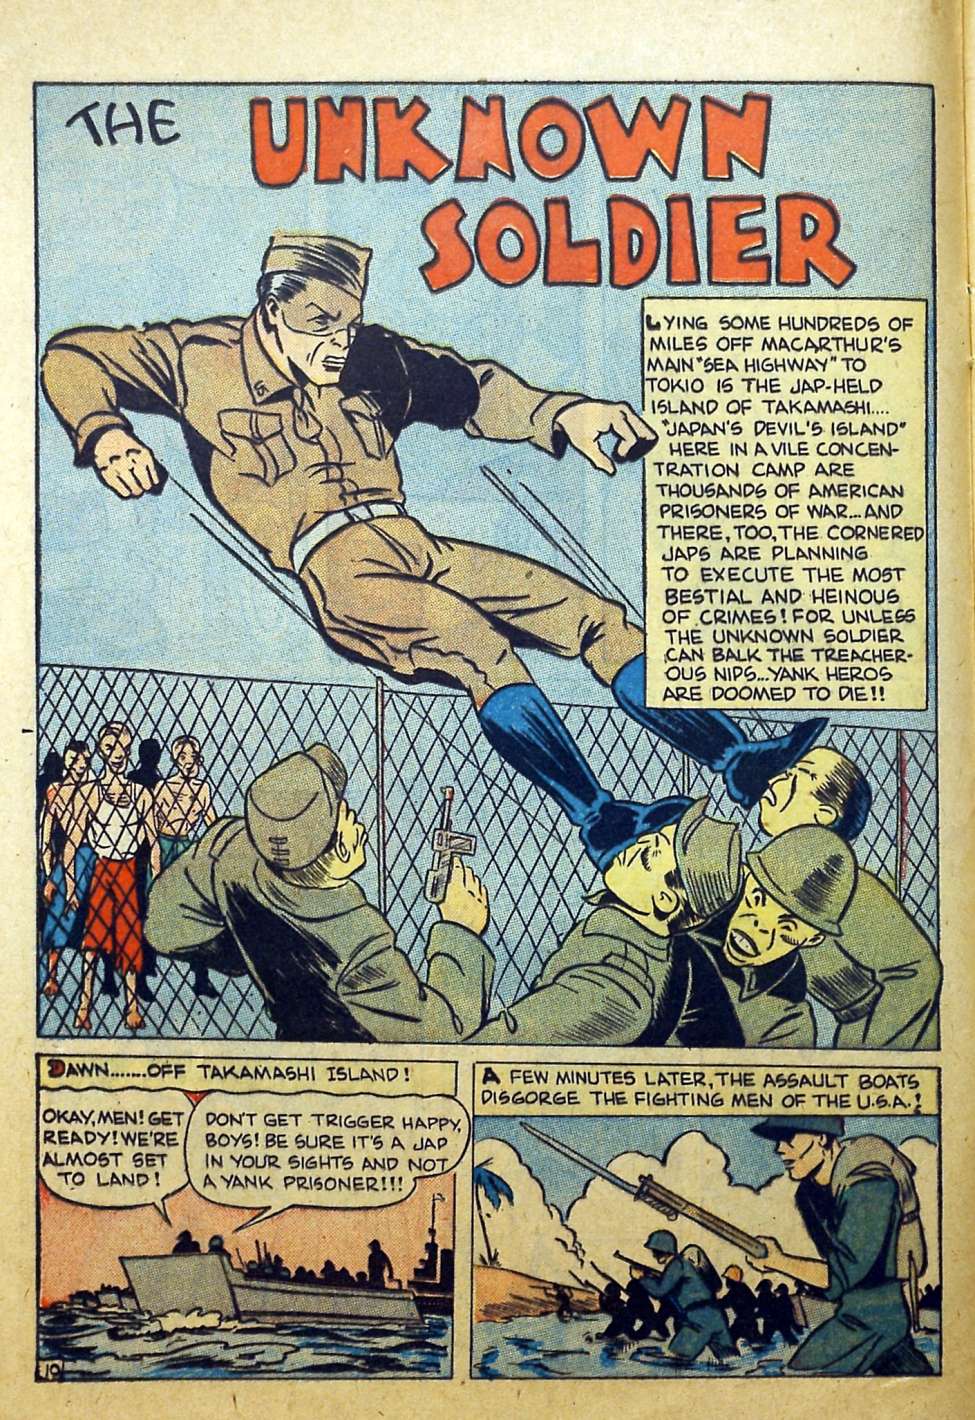 THE
UNKNOWN
SOLDIER
LYING SOME HUNDREDS OF
MILES OFF MACARTHUR'S
MAIN "SEA HIGHWAY" TO
TOKIO IS THE JAP-HELD
ISLAND OF TAKAMASHI....
"JAPAN'S DEVIL'S ISLAND"
HERE IN A VILE CONCEN-
TRATION CAMP ARE
THOUSANDS OF AMERICAN
PRISONERS OF WAR...AND
THERE, TOO, THE CORNERED
JAPS ARE PLANNING
TO EXECUTE THE MOST
BESTIAL AND HEINOUS
OF CRIMES! FOR UNLESS
THE UNKNOWN SOLDIER
CAN BALK THE TREACHER-
OUS NIPS...YANK HEROS
ARE DOOMED TO DIE!!
DAWN.......OFF TAKAMASHI ISLAND!
OKAY, MEN! GET
READY! WE'RE
ALMOST SET
TO LAND!
DON'T GET TRIGGER HAPPY,
BOYS! BE SURE IT'S A JAP
IN YOUR SIGHTS AND NOT
A YANK PRISONER!!!
A FEW MINUTES LATER, THE ASSAULT BOATS
DISGORGE THE FIGHTING MEN OF THE U.S.A.!
10